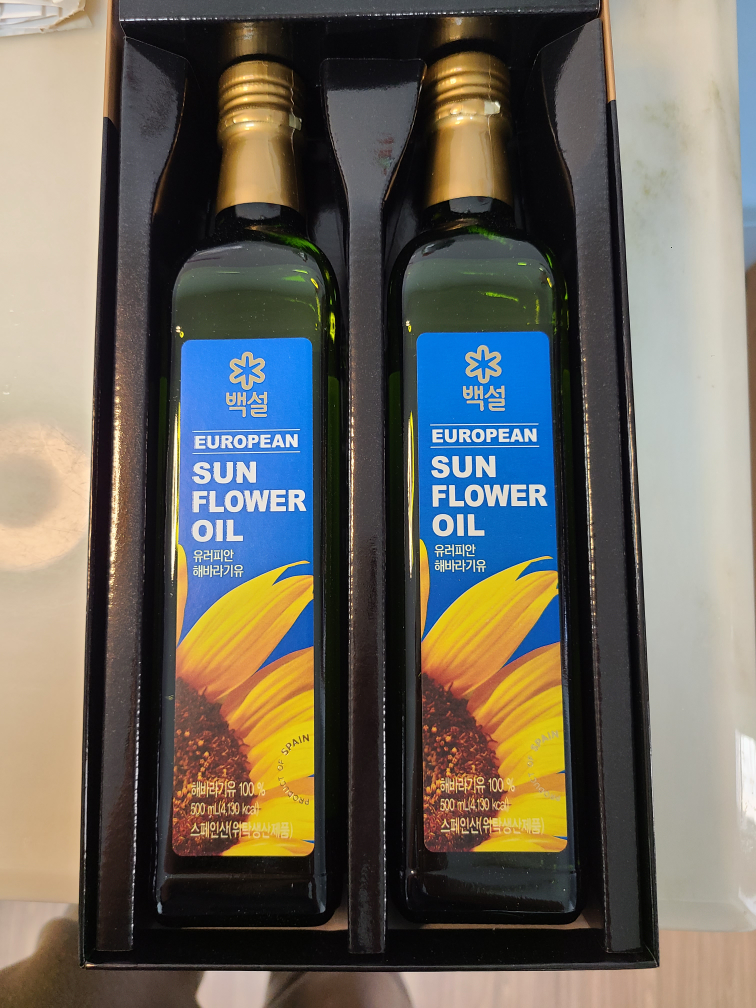 백설
EUROPEAN
SUN
FLOWER
OIL
유러피안
해바라기유
PRODUCT OF SPAIN
해바라기유 100 %
500 mL(4,130 kcal)
스페인산(위탁생산제품)
백설
EUROPEAN
SUN
FLOWER
OIL
유러피안
해바라기유
PRODUCT OF SPAIN
해바라기유 100 %
500 mL(4,130 kcal)
스페인산(위탁생산제품)